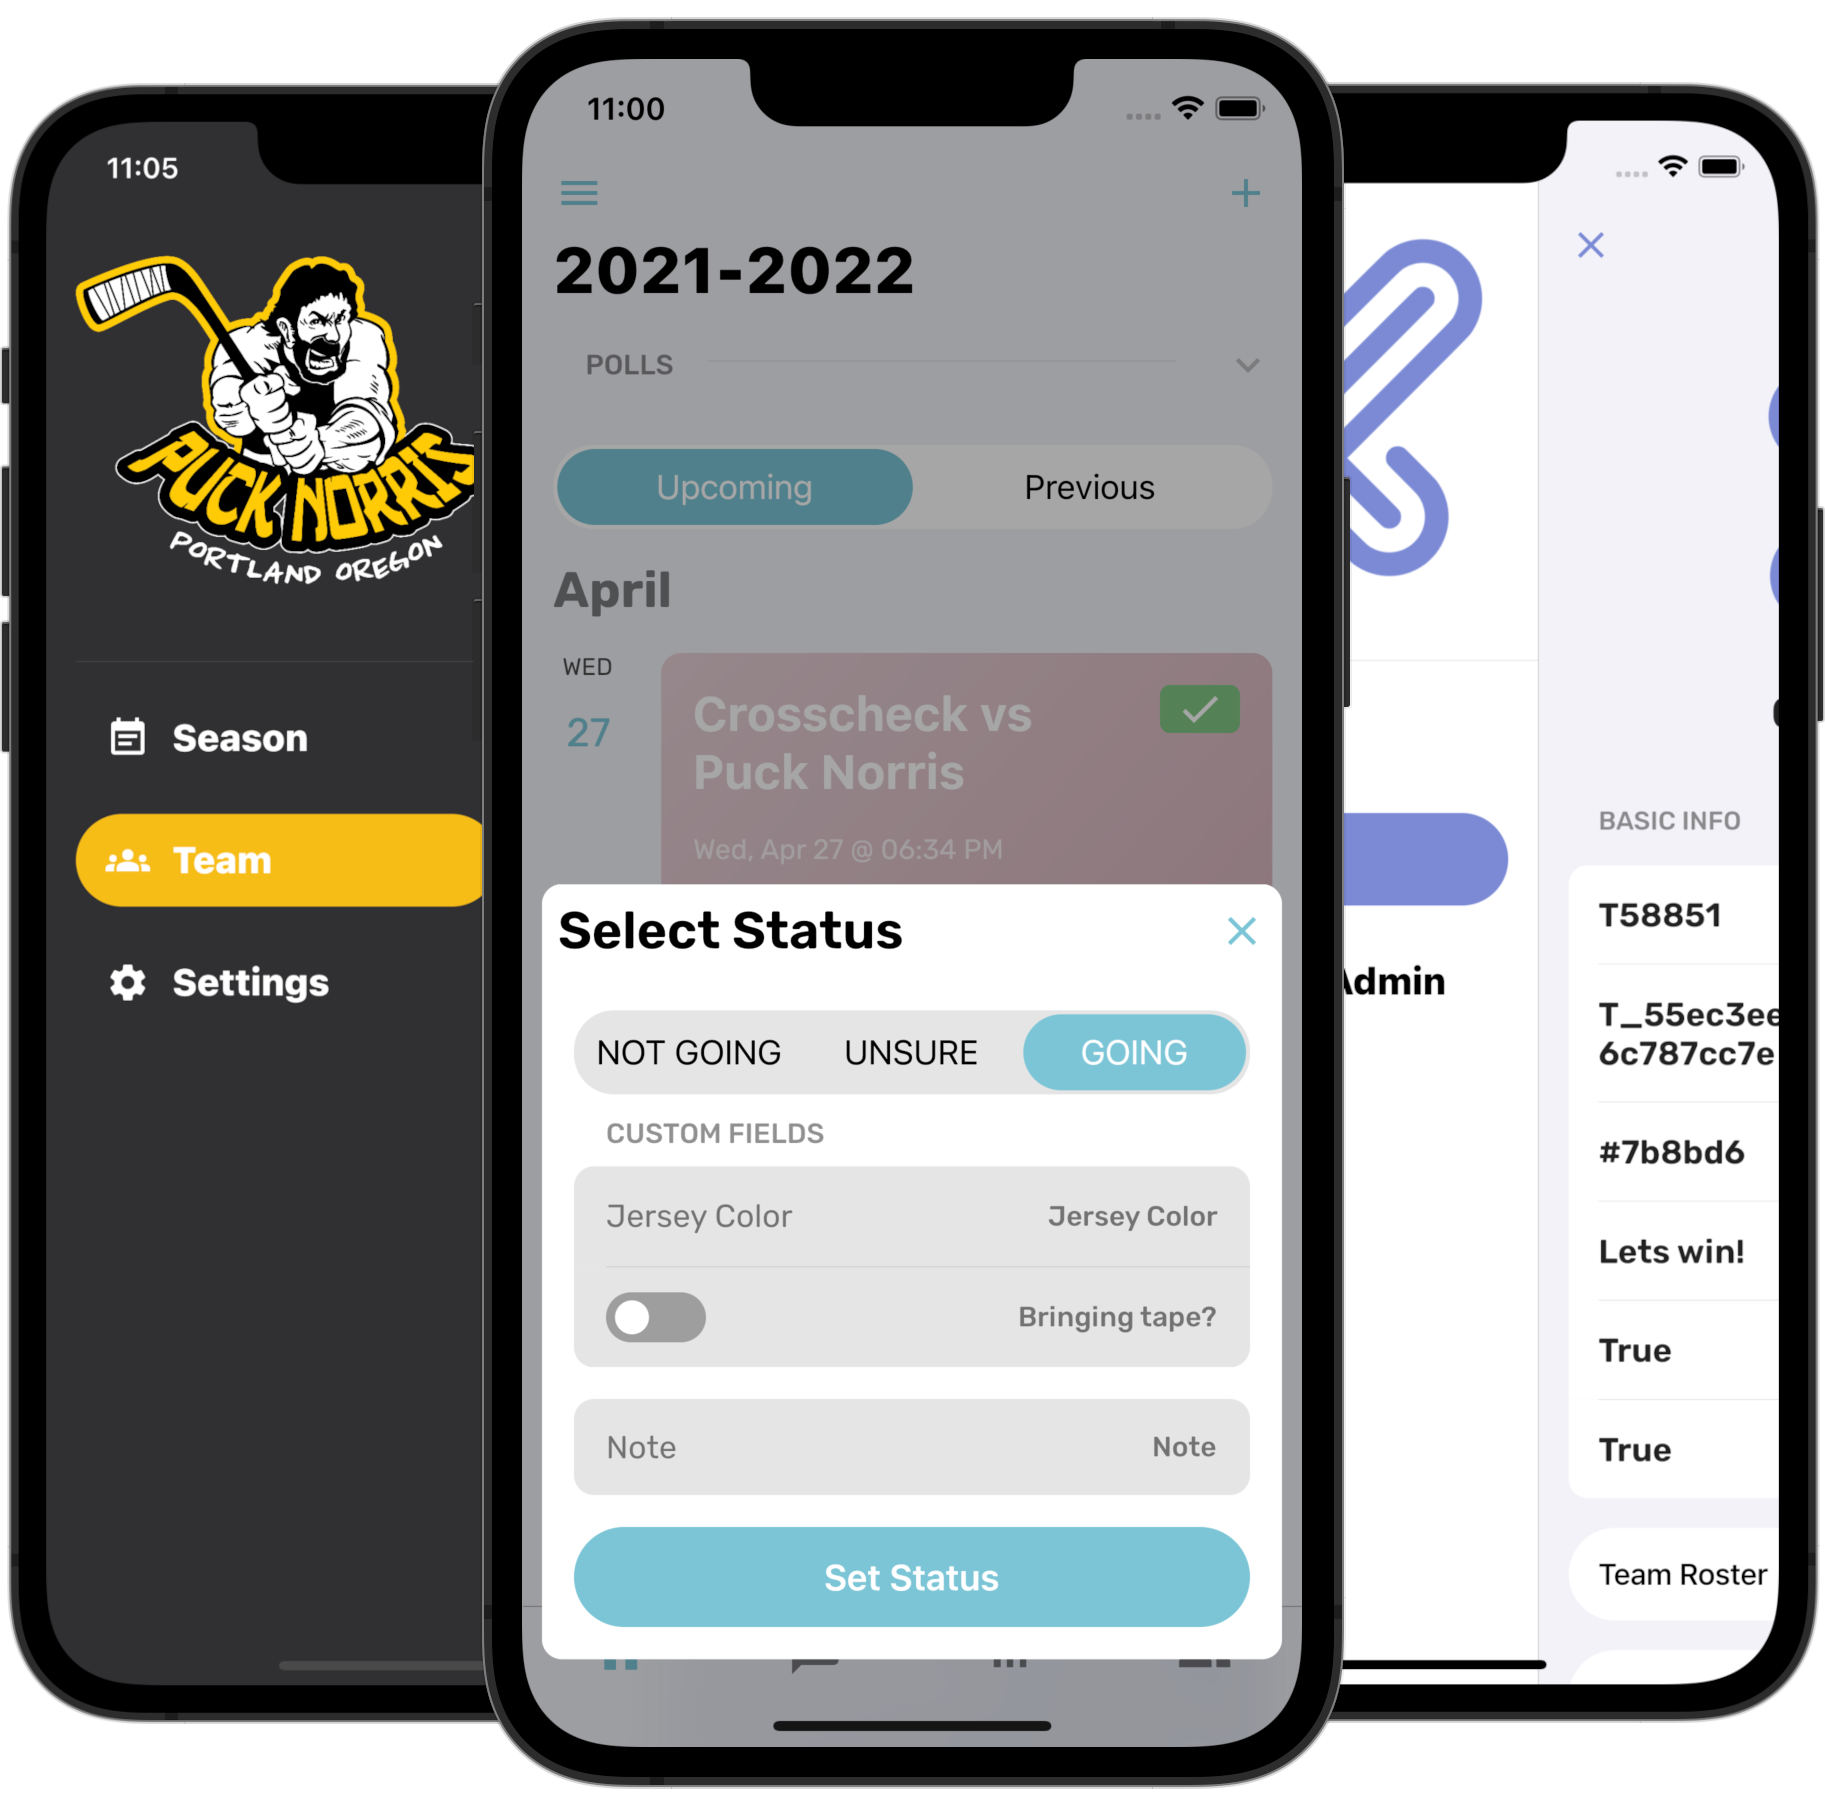 11:05
PUCK NORRIS
PORTLAND OREGON
Season
Team
Settings
11:00
2021-2022
POLLS
Upcoming
Previous
April
WED
27
Crosscheck vs
Puck Norris
Wed, Apr 27 @ 06:34 PM
Select Status
NOT GOING
UNSURE
GOING
CUSTOM FIELDS
Jersey Color
Jersey Color
Bringing tape?
Note
Note
Set Status
Admin
BASIC INFO
T58851
T_55ec3ee
6c787cc7e
#7b8bd6
Lets win!
True
True
Team Roster